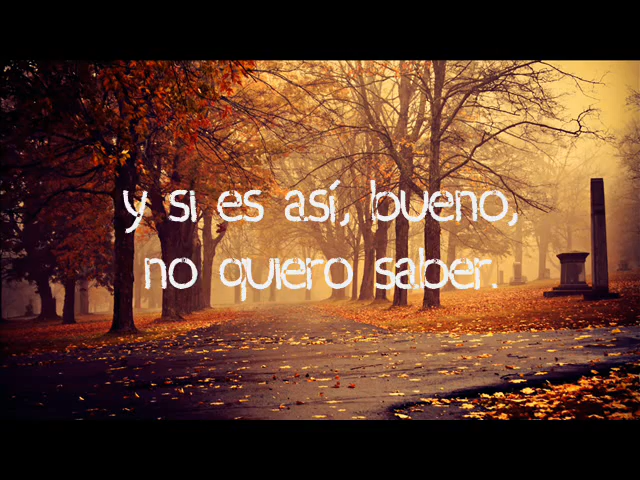 y si es así, bueno,
no quiero saber.